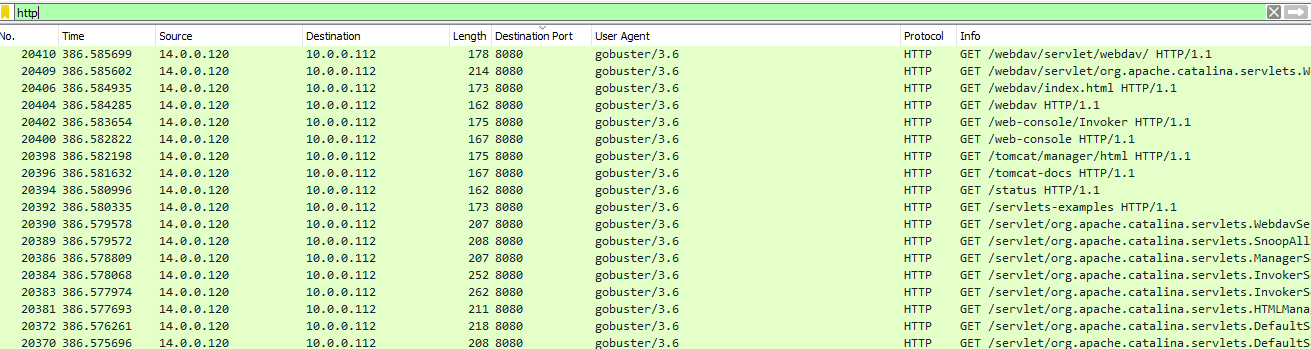 http
No. Time Source Destination Length Destination Port User Agent Protocol Info
20410 386.585699 14.0.0.120 10.0.0.112 178 8080 gobuster/3.6 HTTP GET /webdav/servlet/webdav/ HTTP/1.1
20409 386.585602 14.0.0.120 10.0.0.112 214 8080 gobuster/3.6 HTTP GET /webdav/servlet/org.apache.catalina.servlets.We
20406 386.584935 14.0.0.120 10.0.0.112 173 8080 gobuster/3.6 HTTP GET /webdav/index.html HTTP/1.1
20404 386.584285 14.0.0.120 10.0.0.112 162 8080 gobuster/3.6 HTTP GET /webdav HTTP/1.1
20402 386.583654 14.0.0.120 10.0.0.112 175 8080 gobuster/3.6 HTTP GET /web-console/Invoker HTTP/1.1
20400 386.582822 14.0.0.120 10.0.0.112 167 8080 gobuster/3.6 HTTP GET /web-console HTTP/1.1
20398 386.582198 14.0.0.120 10.0.0.112 175 8080 gobuster/3.6 HTTP GET /tomcat/manager/html HTTP/1.1
20396 386.581632 14.0.0.120 10.0.0.112 167 8080 gobuster/3.6 HTTP GET /tomcat-docs HTTP/1.1
20394 386.580996 14.0.0.120 10.0.0.112 162 8080 gobuster/3.6 HTTP GET /status HTTP/1.1
20392 386.580335 14.0.0.120 10.0.0.112 173 8080 gobuster/3.6 HTTP GET /servlets-examples HTTP/1.1
20390 386.579578 14.0.0.120 10.0.0.112 207 8080 gobuster/3.6 HTTP GET /servlet/org.apache.catalina.servlets.WebdavSe
20389 386.579572 14.0.0.120 10.0.0.112 208 8080 gobuster/3.6 HTTP GET /servlet/org.apache.catalina.servlets.SnoopAll
20386 386.578809 14.0.0.120 10.0.0.112 207 8080 gobuster/3.6 HTTP GET /servlet/org.apache.catalina.servlets.ManagerS
20384 386.578068 14.0.0.120 10.0.0.112 252 8080 gobuster/3.6 HTTP GET /servlet/org.apache.catalina.servlets.InvokerS
20383 386.577974 14.0.0.120 10.0.0.112 262 8080 gobuster/3.6 HTTP GET /servlet/org.apache.catalina.servlets.InvokerS
20381 386.577693 14.0.0.120 10.0.0.112 211 8080 gobuster/3.6 HTTP GET /servlet/org.apache.catalina.servlets.HTMLMana
20372 386.576261 14.0.0.120 10.0.0.112 218 8080 gobuster/3.6 HTTP GET /servlet/org.apache.catalina.servlets.DefaultS
20370 386.575696 14.0.0.120 10.0.0.112 208 8080 gobuster/3.6 HTTP GET /servlet/org.apache.catalina.servlets.DefaultS